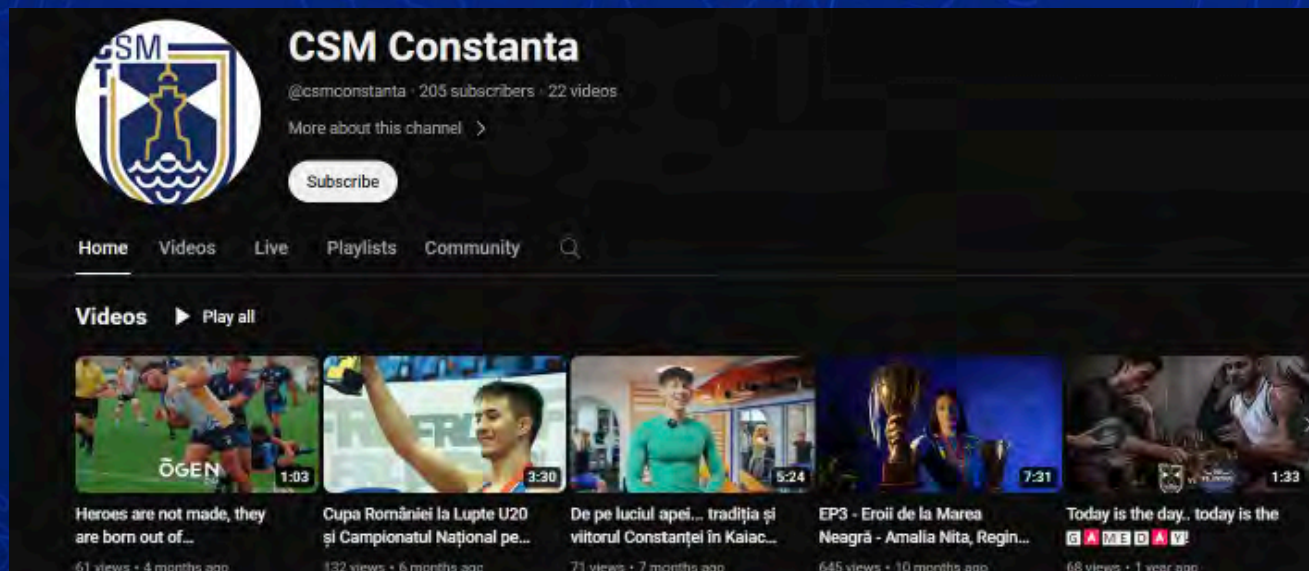 CSM
CSM Constanta
@csmconstanta · 205 subscribers · 22 videos
More about this channel
Subscribe
Home Videos Live Playlists Community
Videos Play all
ŌGEN
1:03
3:30
5:24
7:31
1:33
Heroes are not made, they
are born out of...
Cupa României la Lupte U20
și Campionatul Național pe...
De pe luciul apei... tradiția și
viitorul Constanței în Kaiac...
EP3 - Eroii de la Marea
Neagră - Amalia Nita, Regin...
Today is the day.. today is the
GAMEDAY!
61 views • 4 months ago
132 views • 6 months ago
71 views • 7 months ago
645 views • 10 months ago
68 views • 1 year ago